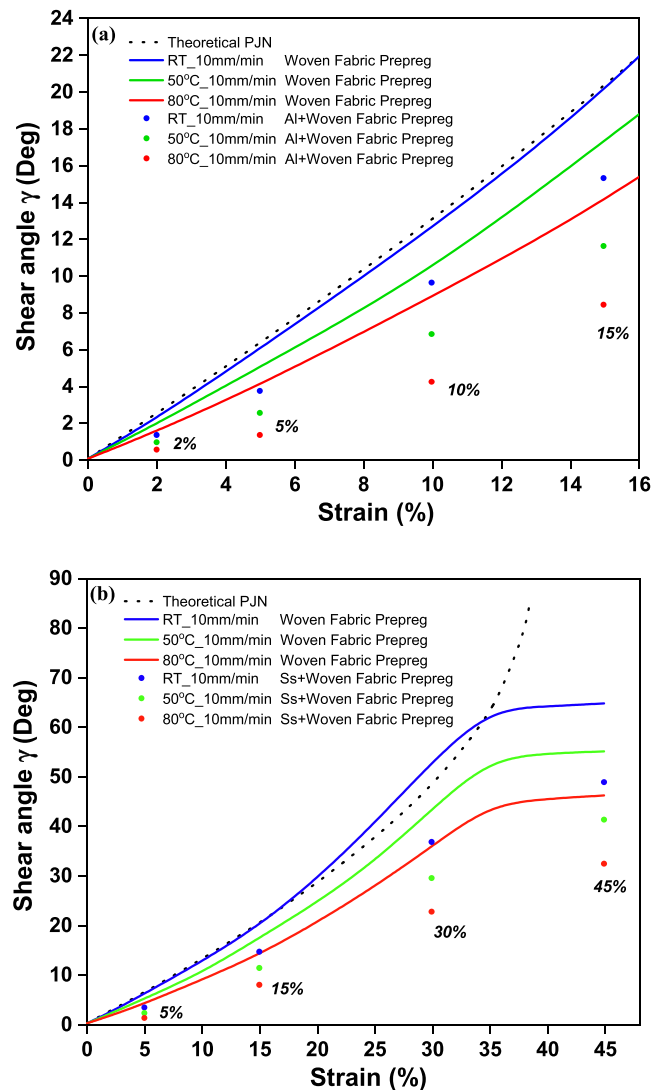 (a)
Theoretical PJN
RT_10mm/min Woven Fabric Prepreg
50°C_10mm/min Woven Fabric Prepreg
80°C_10mm/min Woven Fabric Prepreg
RT_10mm/min Al+Woven Fabric Prepreg
50°C_10mm/min Al+Woven Fabric Prepreg
80°C_10mm/min Al+Woven Fabric Prepreg
Shear angle γ (Deg)
24
22
20
18
16
14
12
10
8
6
4
2
0
2%
5%
10%
15%
0 2 4 6 8 10 12 14 16
Strain (%)
(b)
Theoretical PJN
RT_10mm/min Woven Fabric Prepreg
50°C_10mm/min Woven Fabric Prepreg
80°C_10mm/min Woven Fabric Prepreg
RT_10mm/min Ss+Woven Fabric Prepreg
50°C_10mm/min Ss+Woven Fabric Prepreg
80°C_10mm/min Ss+Woven Fabric Prepreg
Shear angle γ (Deg)
90
80
70
60
50
40
30
20
10
0
5%
15%
30%
45%
0 5 10 15 20 25 30 35 40 45
Strain (%)